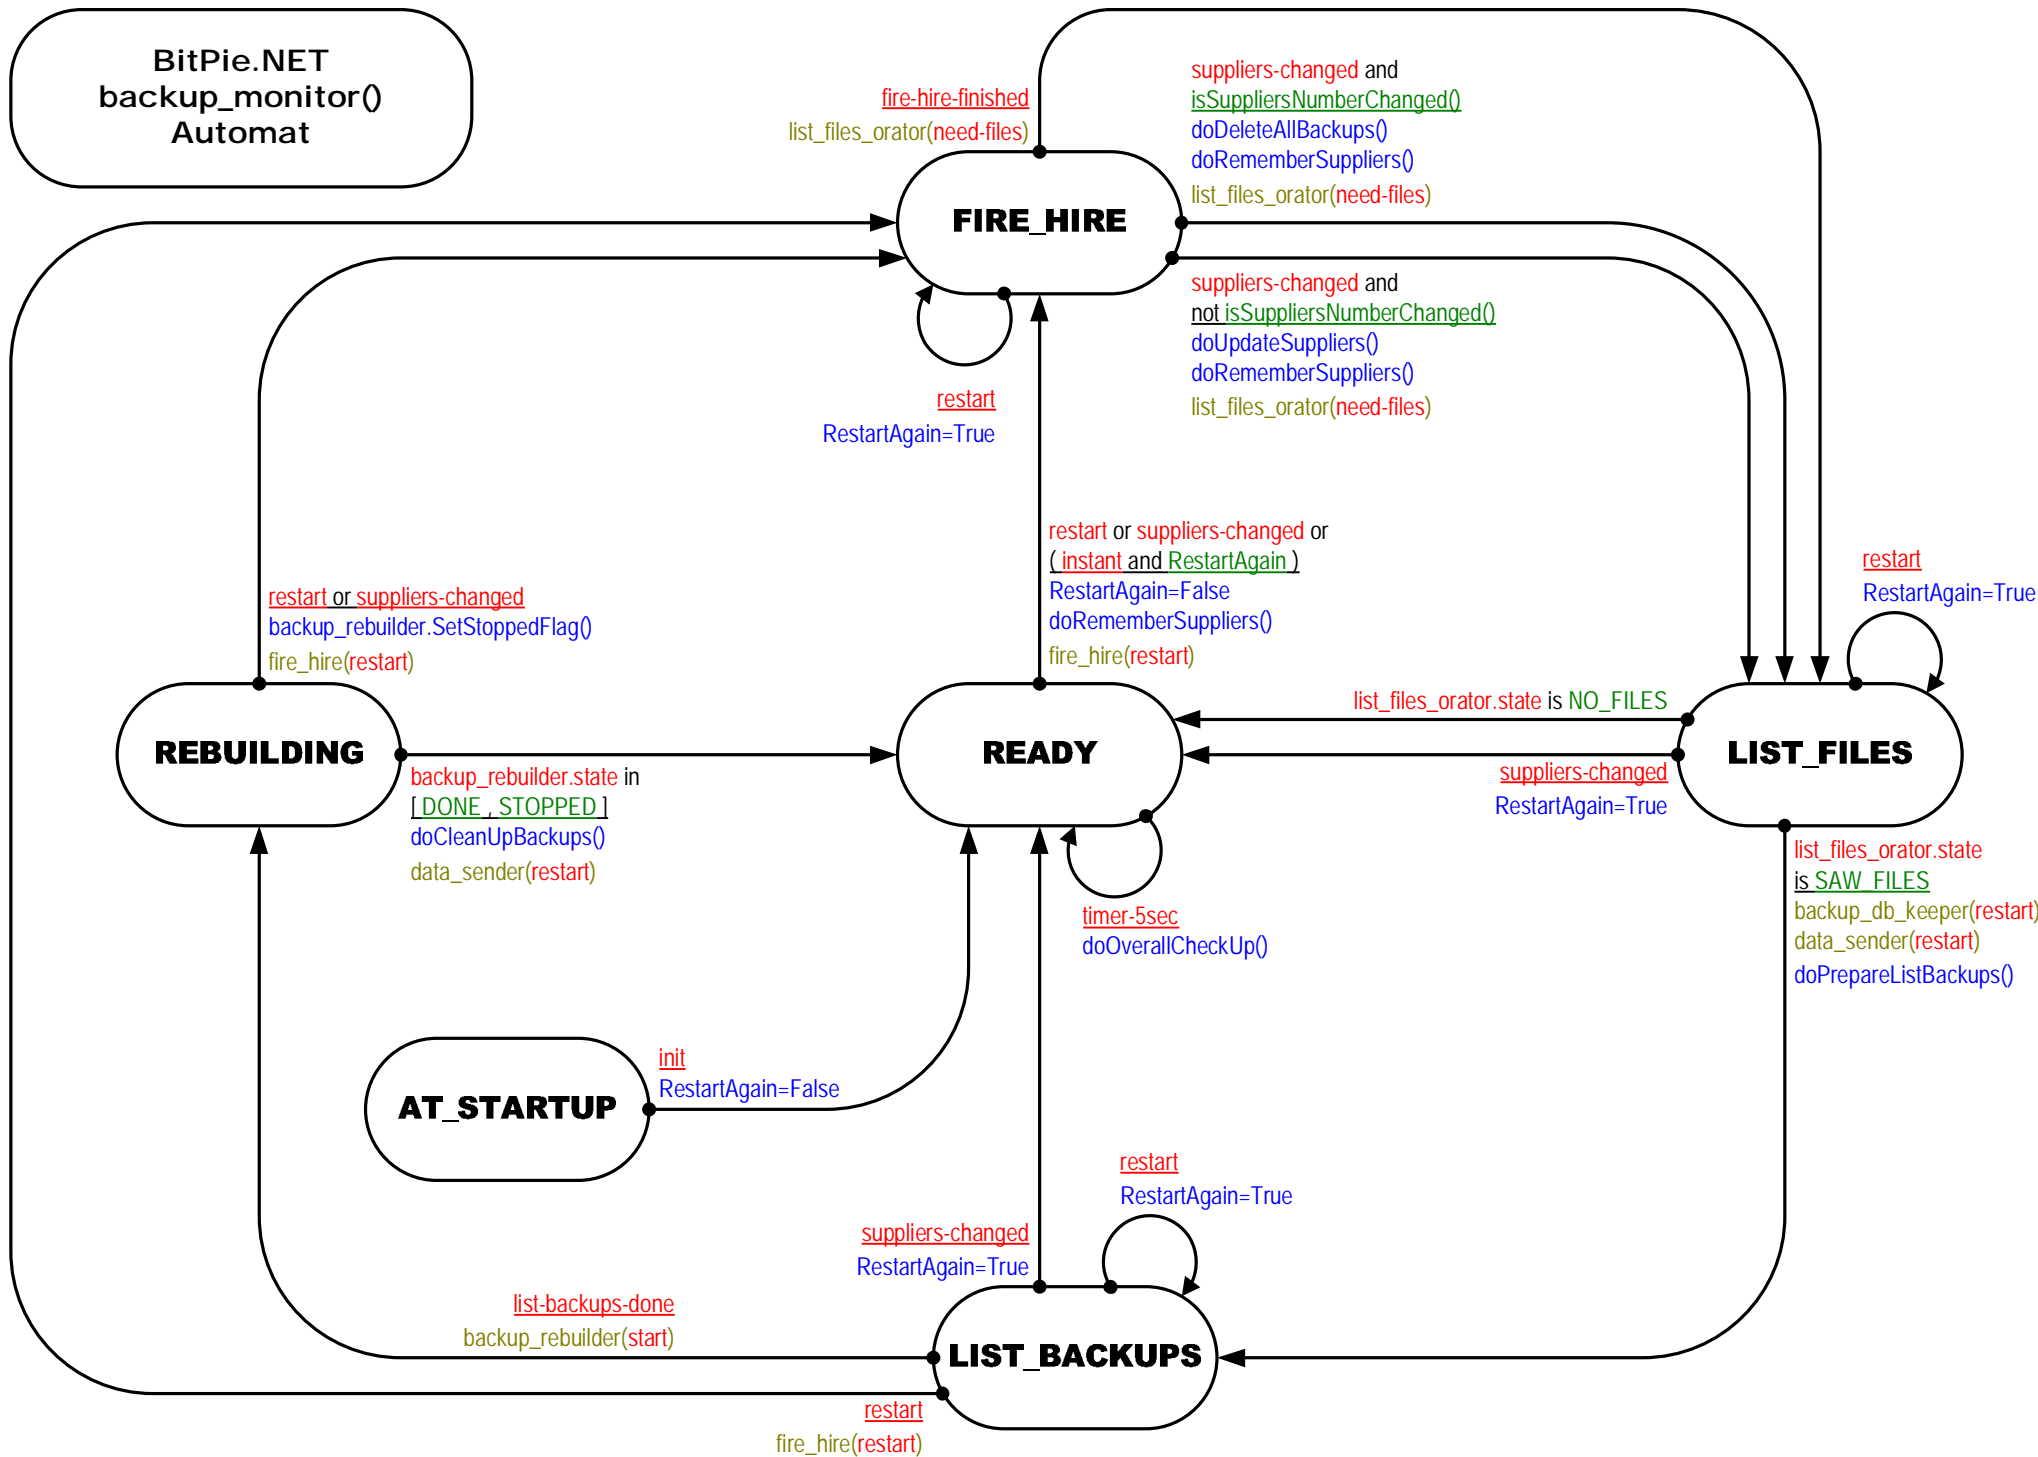 BitPie.NET
backup_monitor()
Automat
fire-hire-finished
list_files_orator(need-files)
suppliers-changed and
isSuppliersNumberChanged()
doDeleteAllBackups()
doRememberSuppliers()
list_files_orator(need-files)
FIRE_HIRE
suppliers-changed and
not isSuppliersNumberChanged()
doUpdateSuppliers()
doRememberSuppliers()
list_files_orator(need-files)
restart
RestartAgain=True
restart or suppliers-changed or
( instant and RestartAgain )
RestartAgain=False
doRememberSuppliers()
fire_hire(restart)
restart
RestartAgain=True
restart or suppliers-changed
backup_rebuilder.SetStoppedFlag()
fire_hire(restart)
list_files_orator.state is NO_FILES
REBUILDING
READY
LIST_FILES
backup_rebuilder.state in
[ DONE , STOPPED ]
doCleanUpBackups()
data_sender(restart)
suppliers-changed
RestartAgain=True
list_files_orator.state
is SAW_FILES
backup_db_keeper(restart)
data_sender(restart)
doPrepareListBackups()
timer-5sec
doOverallCheckUp()
init
RestartAgain=False
AT_STARTUP
restart
RestartAgain=True
suppliers-changed
RestartAgain=True
list-backups-done
backup_rebuilder(start)
LIST_BACKUPS
restart
fire_hire(restart)